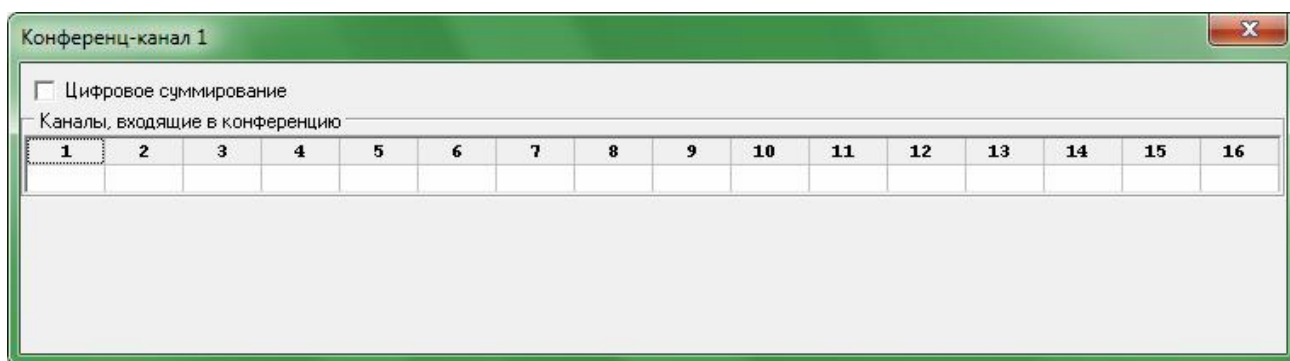 Конференц-канал 1
Цифровое суммирование
Каналы, входящие в конференцию
1 2 3 4 5 6 7 8 9 10 11 12 13 14 15 16